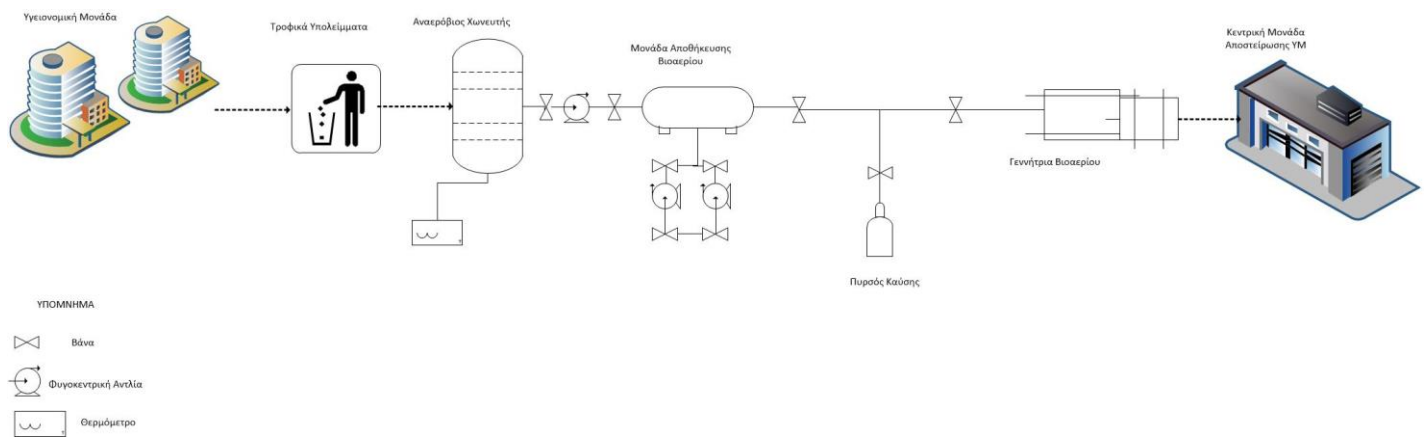 Υγειονομική Μονάδα
Τροφικά Υπολείμματα
Αναερόβιος Χωνευτής
Μονάδα Αποθήκευσης
Βιοαερίου
Κεντρική Μονάδα
Αποστείρωσης ΥΜ
Γεννήτρια Βιοαερίου
Πυρσός Καύσης
ΥΠΟΜΝΗΜΑ
Βάνα
Φυγοκεντρική Αντλία
Θερμόμετρο